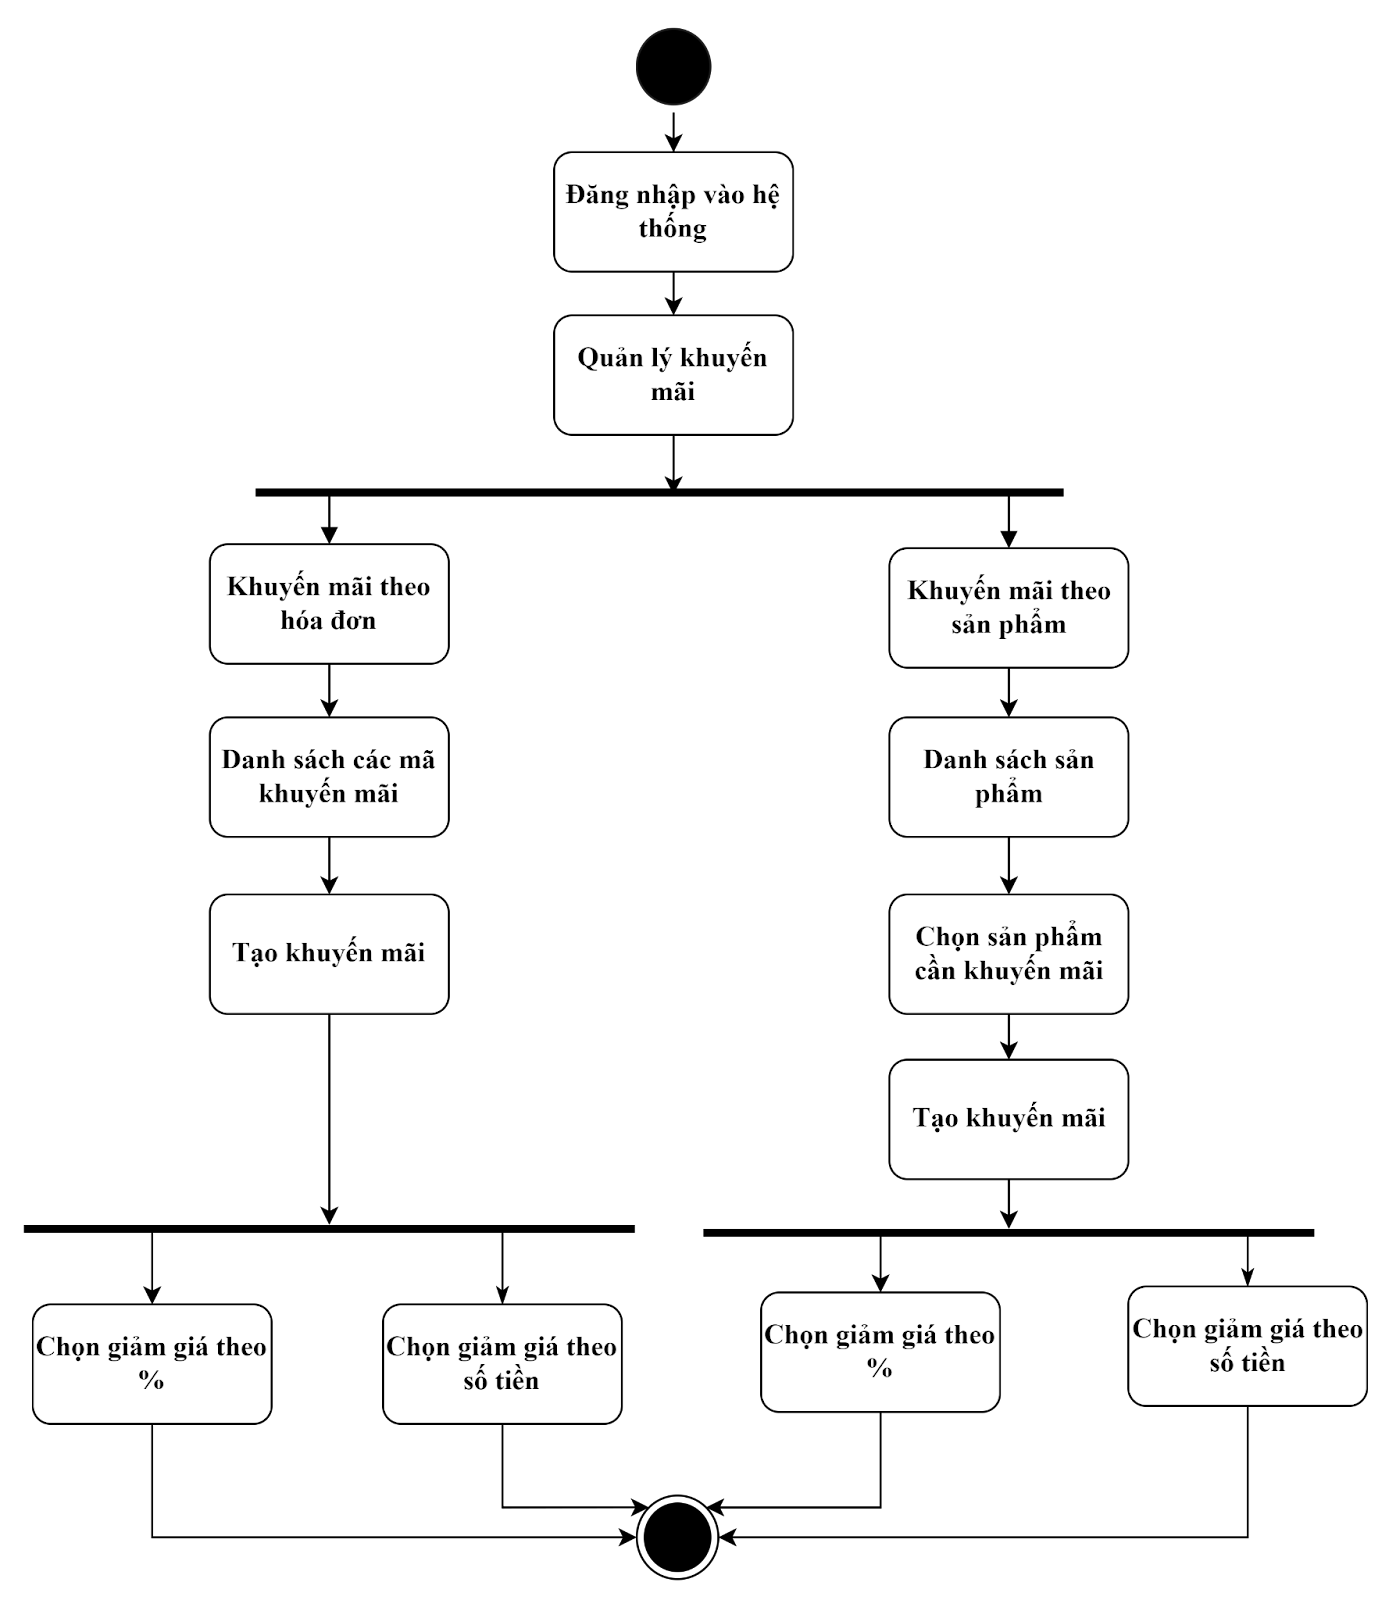 Đăng nhập vào hệ
thống
Quản lý khuyến
mãi
Khuyến mãi theo
hóa đơn
Khuyến mãi theo
sản phẩm
Danh sách các mã
khuyến mãi
Danh sách sản
phẩm
Tạo khuyến mãi
Chọn sản phẩm
cần khuyến mãi
Tạo khuyến mãi
Chọn giảm giá theo
%
Chọn giảm giá theo
số tiền
Chọn giảm giá theo
%
Chọn giảm giá theo
số tiền